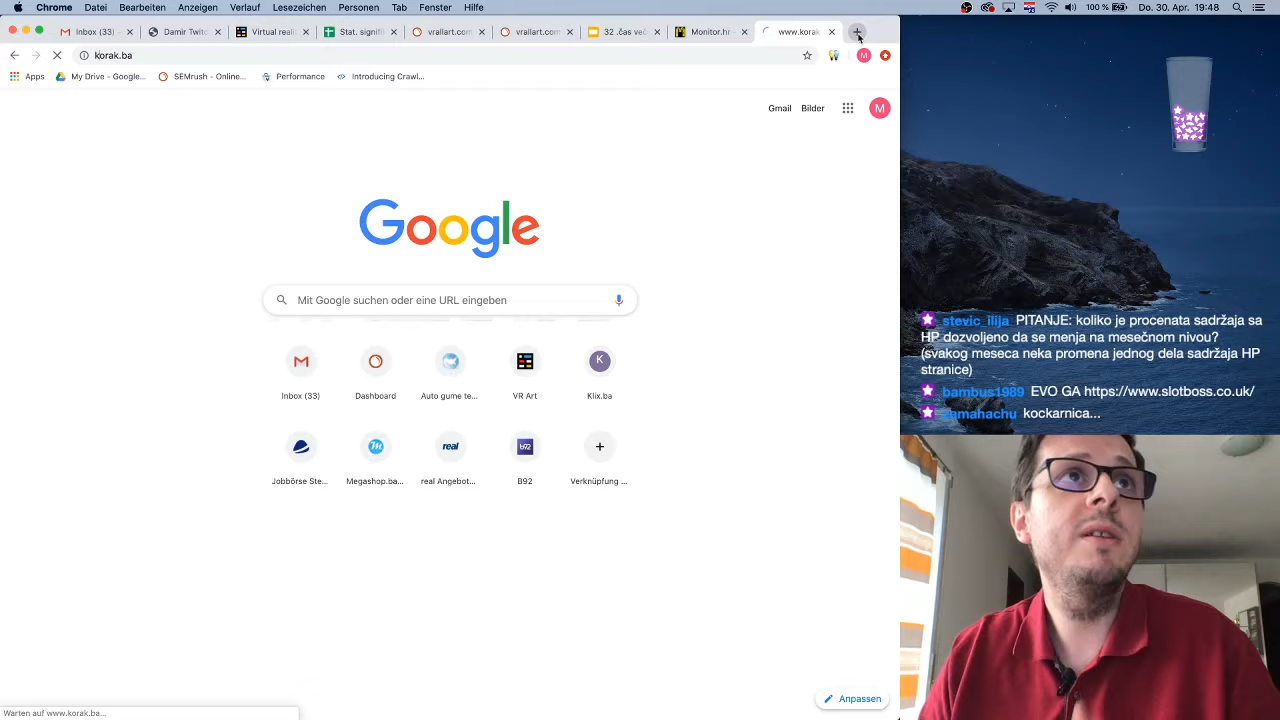 Chrome Datei Bearbeiten Anzeigen Verlauf Lesezeichen Personen Tab Fenster Hilfe
100 % Do. 30. Apr. 19:48
Inbox (33)
Damir Twitc
Virtual reali
Stat. signifi
vrallart.com
vrallart.com
32 .čas več
Monitor.hr -
www.korak
korak.ba
Apps
My Drive - Google...
SEMrush - Online...
Performance
Introducing Crawl...
Gmail Bilder
M
Google
Mit Google suchen oder eine URL eingeben
Inbox (33)
Dashboard
Auto gume te...
VR Art
K
Klix.ba
Jobbörse Ste...
Megashop.ba...
real
real Angebot...
b92
B92
Verknüpfung ...
Anpassen
Warten auf www.korak.ba...
stevic_ilija PITANJE: koliko je procenata sadržaja sa
HP dozvoljeno da se menja na mesečnom nivou?
(svakog meseca neka promena jednog dela sadržaja HP
stranice)
bambus1989 EVO GA https://www.slotboss.co.uk/
zamahachu kockarnica...